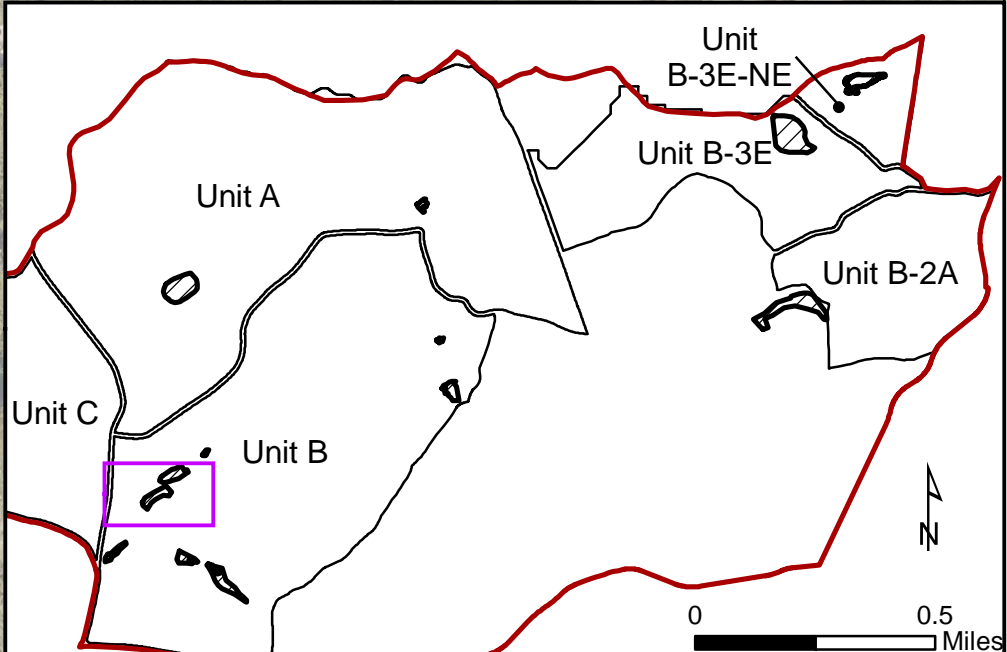 Unit
B-3E-NE
Unit B-3E
Unit A
Unit B-2A
Unit C
Unit B
N
0 0.5
Miles